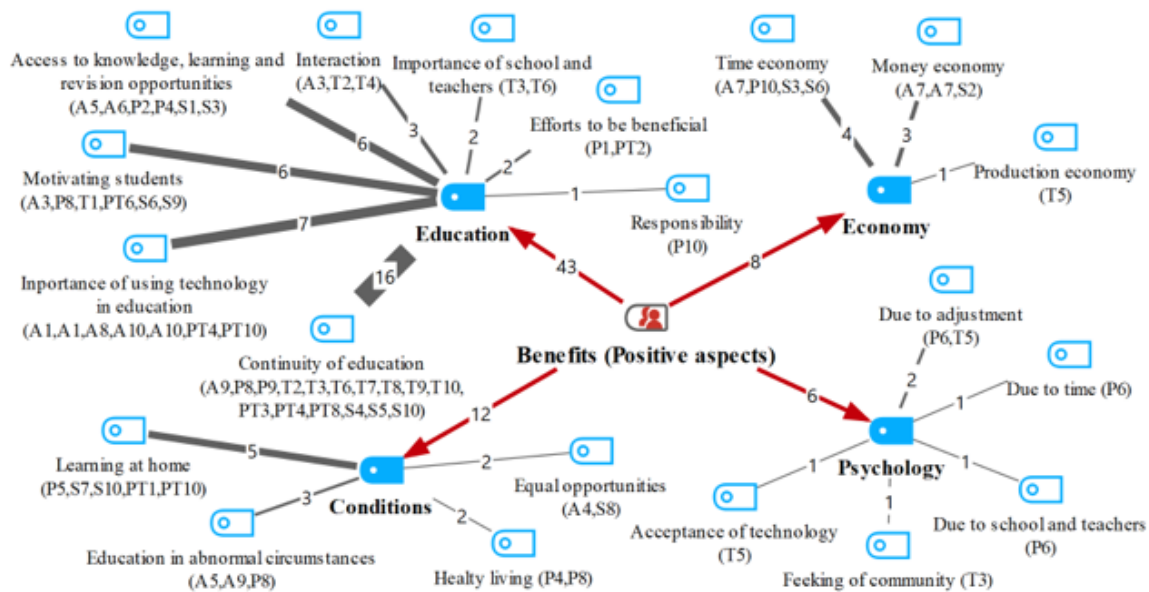 Access to knowledge, learning and
revision opportunities
(A5,A6,P2,P4,S1,S3)
Interaction
(A3,T2,T4)
Importance of school and
teachers (T3,T6)
Efforts to be beneficial
(P1,PT2)
Time economy
(A7,P10,S3,S6)
Money economy
(A7,A7,S2)
Production economy
(T5)
6
3
2
2
4
3
1
Motivating students
(A3,P8,T1,PT6,S6,S9)
6
1
Responsibility
(P10)
7
Education
Economy
Inportance of using technology
in education
(A1,A1,A8,A10,A10,PT4,PT10)
16
43
8
Continuity of education
(A9,P8,P9,T2,T3,T6,T7,T8,T9,T10,
PT3,PT4,PT8,S4,S5,S10)
Benefits (Positive aspects)
Due to adjustment
(P6,T5)
Due to time (P6)
12
6
2
1
Learning at home
(P5,S7,S10,PT1,PT10)
5
Conditions
2
Equal opportunities
(A4,S8)
3
2
Education in abnormal circumstances
(A5,A9,P8)
Healty living (P4,P8)
Psychology
1
1
1
Acceptance of technology
(T5)
Due to school and teachers
(P6)
Feeking of community (T3)